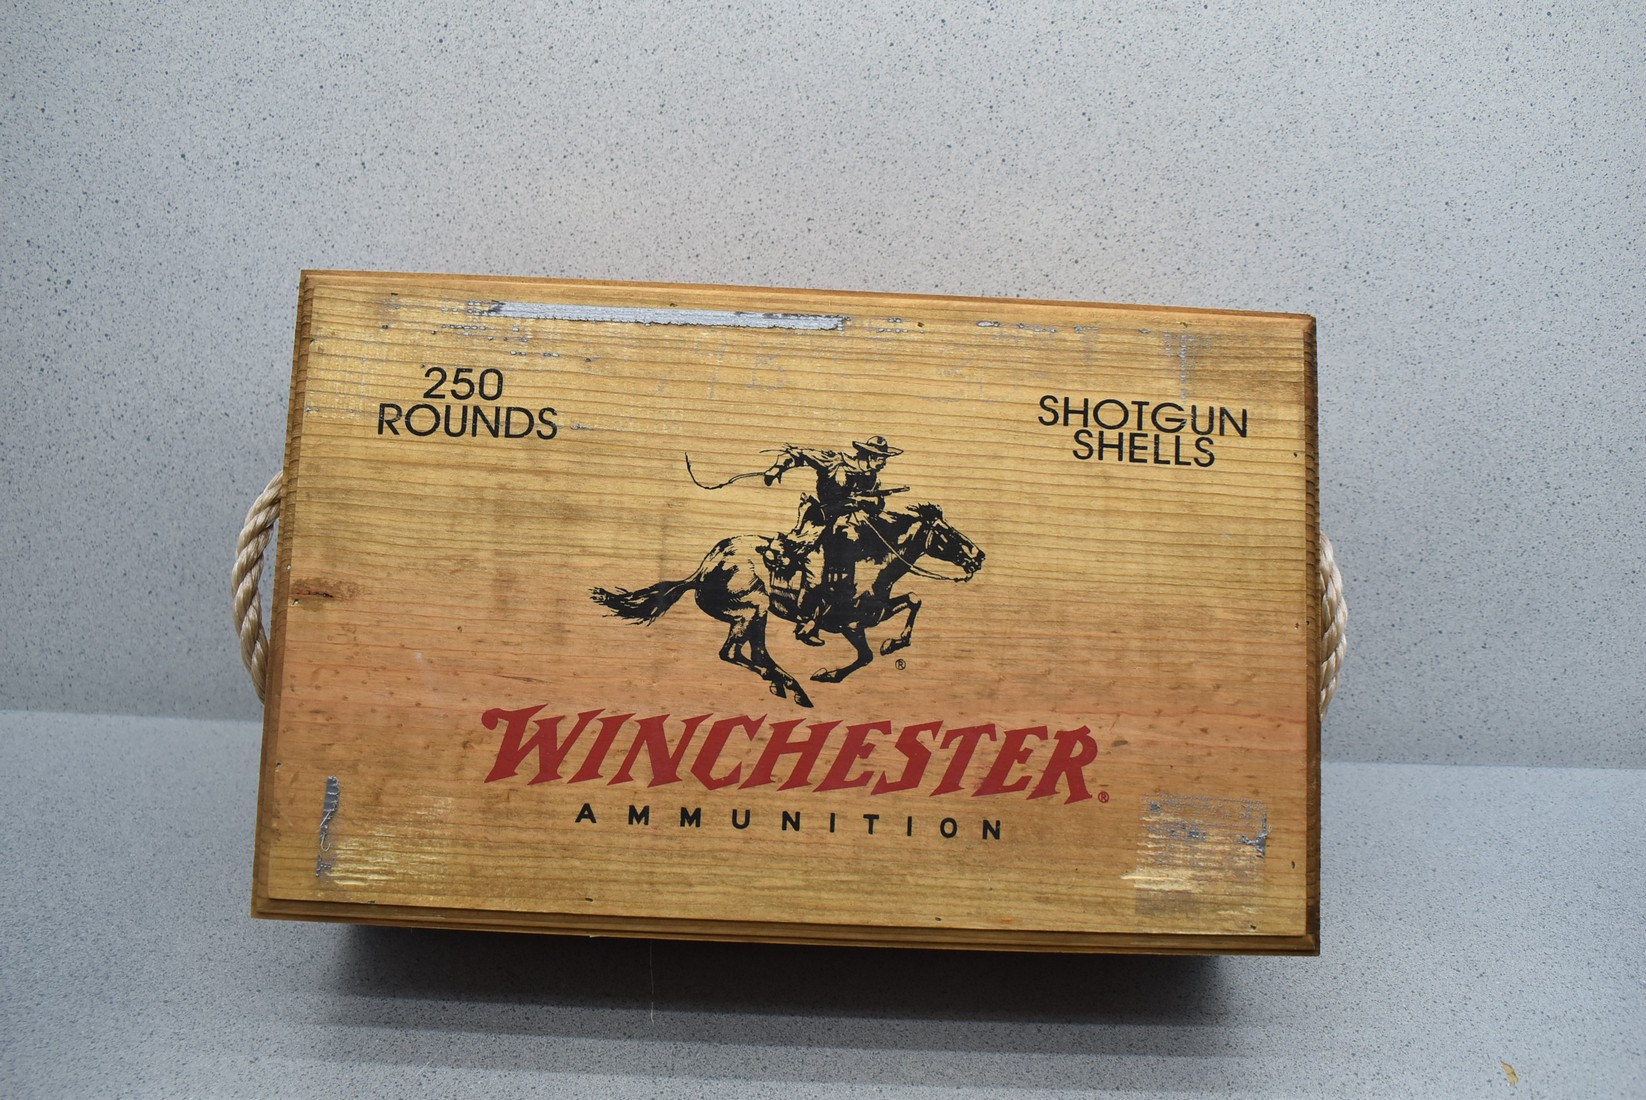 250
ROUNDS
SHOTGUN
SHELLS
®
WINCHESTER®
AMMUNITION